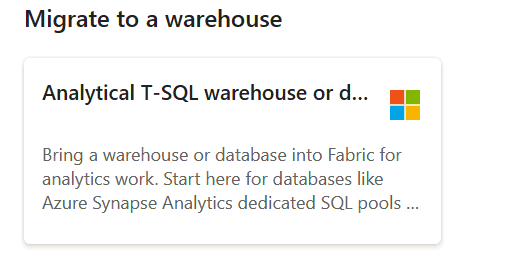 Migrate to a warehouse
Analytical T-SQL warehouse or d...
Bring a warehouse or database into Fabric for
analytics work. Start here for databases like
Azure Synapse Analytics dedicated SQL pools ...